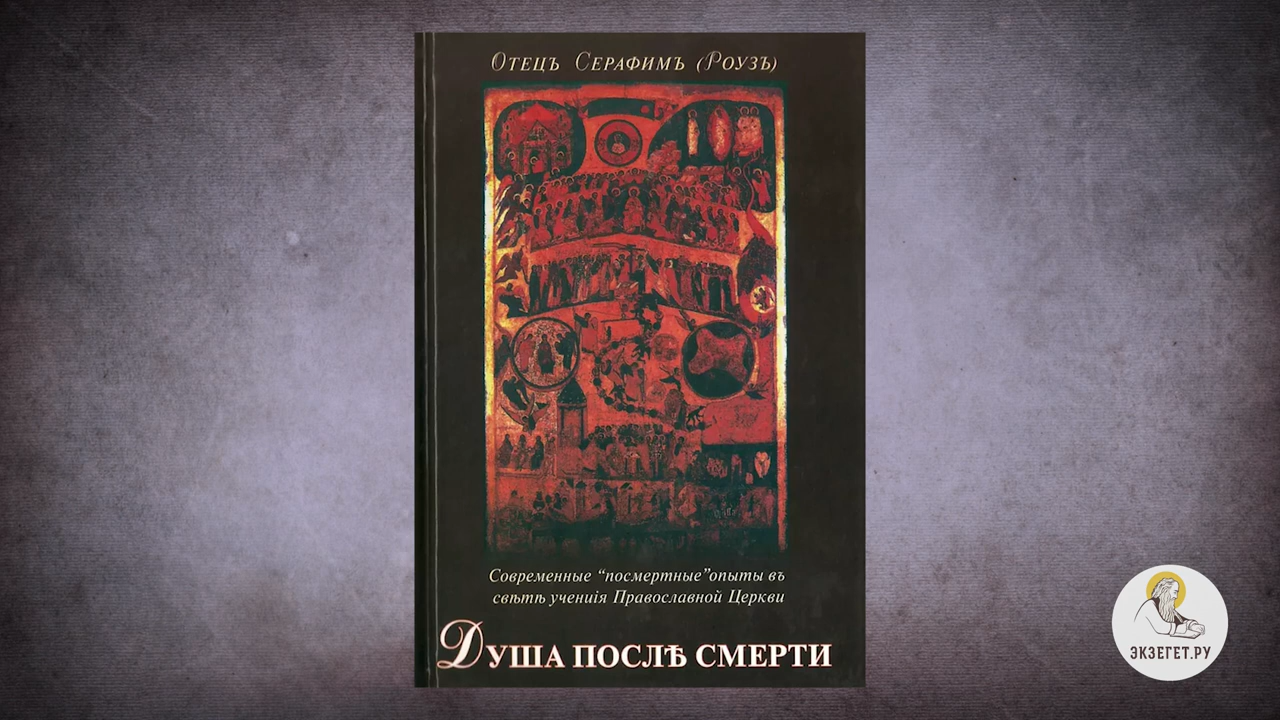 Отецъ Серафимъ (Роузъ)
Современные “посмертные”опыты въ
свѣтѣ ученія Православной Церкви
Душа послѣ смерти
ЭКЗЕГЕТ.РУ